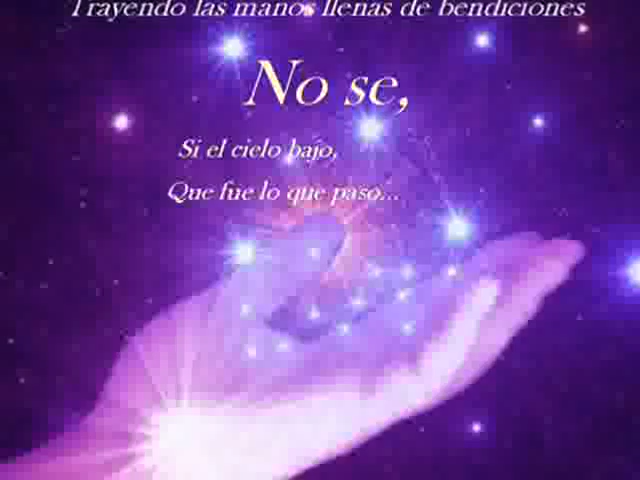 Trayendo las manos llenas de bendiciones
No se,
Si el cielo bajo,
Que fue lo que paso...